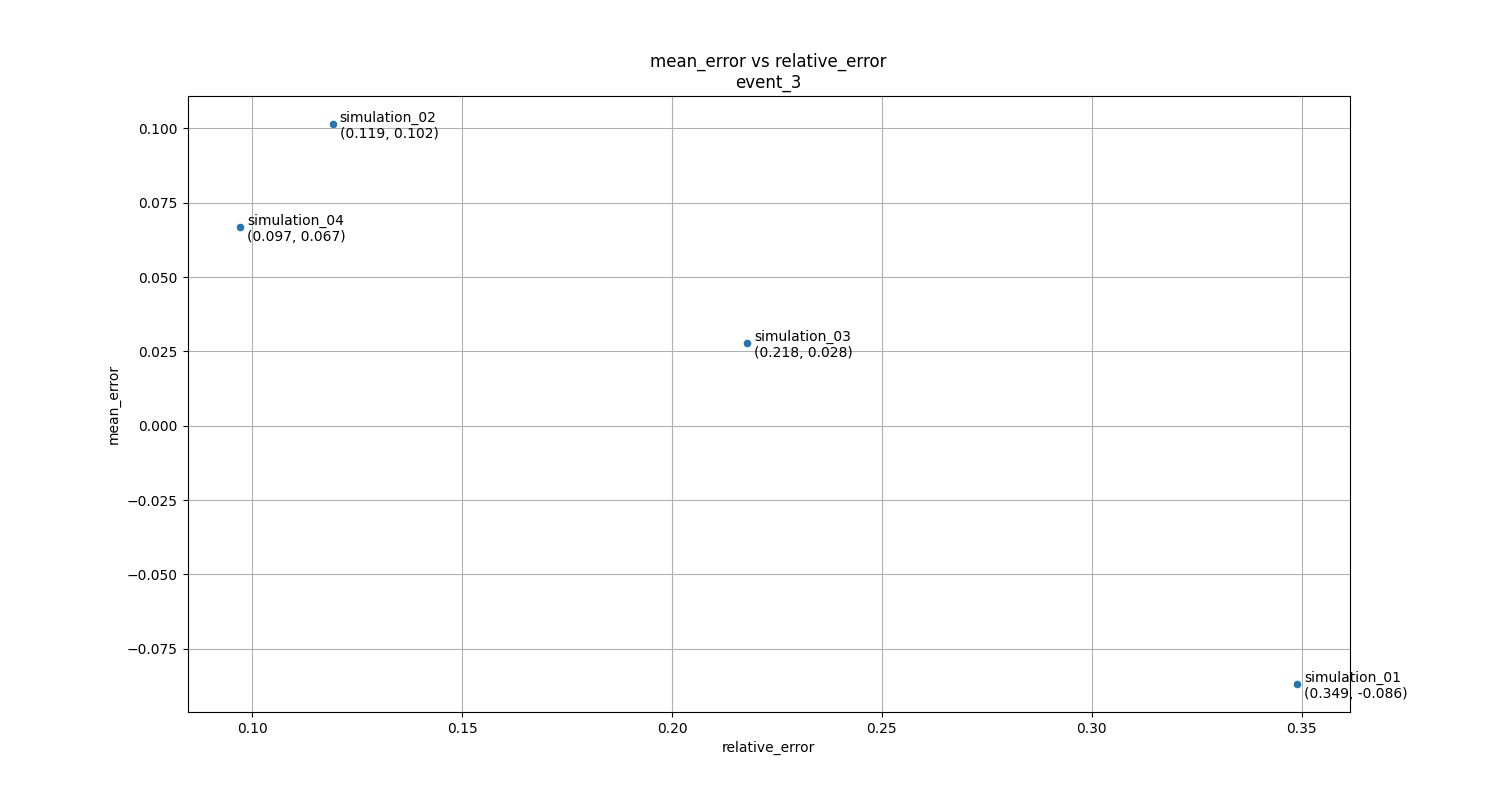 mean_error vs relative_error
event_3
simulation_02
(0.119, 0.102)
simulation_04
(0.097, 0.067)
simulation_03
(0.218, 0.028)
simulation_01
(0.349, -0.086)
0.100
0.075
0.050
0.025
0.000
−0.025
−0.050
−0.075
mean_error
0.10
0.15
0.20
0.25
0.30
0.35
relative_error